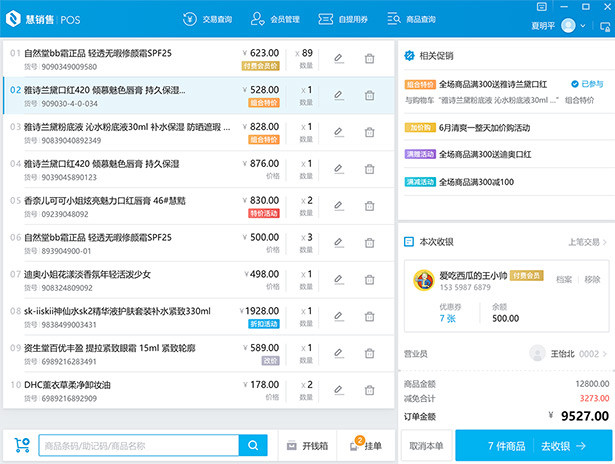 慧销售 | POS
交易查询
会员管理
自提用券
商品查询
夏明平
01 自然堂bb霜正品 轻透无瑕修颜霜SPF25 ¥ 623.00 x 89
货号 : 9090349009580 付费会员价 数量
02 雅诗兰黛口红420 倾慕魅色唇膏 持久保湿... ¥ 528.00 x 1
货号 : 909030-4-0-034 组合特价 数量
03 雅诗兰黛粉底液 沁水粉底液30ml 补水保湿 防晒遮瑕 ... ¥ 828.00 x 1
货号 : 90839040892349 组合特价 数量
04 雅诗兰黛口红420 倾慕魅色唇膏 持久保湿 ¥ 876.00 x 1
货号 : 9039045890123 价格 数量
05 香奈儿可可小姐炫亮魅力口红唇膏 46#慧黠 ¥ 830.00 x 2
货号 : 09239048092 特价活动 数量
06 自然堂bb霜正品 轻透无瑕修颜霜SPF25 ¥ 500.00 x 3
货号 : 893904900-01 价格 数量
07 迪奥小姐花漾淡香氛年轻活泼少女 ¥ 498.00 x 1
货号 : 908324809092 价格 数量
08 sk-iiskii神仙水sk2精华液护肤套装补水紧致330ml ¥ 1928.00 x 1
货号 : 9838499003431 折扣活动 数量
09 资生堂百优丰盈 提拉紧致眼霜 15ml 紧致轮廓 ¥ 589.00 x 1
货号 : 6989216283491 改价 数量
10 DHC薰衣草柔净卸妆油 ¥ 178.00 x 2
货号 : 6989216892909 价格 数量
商品条码/助记码/商品名称
开钱箱
2
挂单
相关促销
组合特价 全场商品满300送雅诗兰黛口红 已参与
与购物车 “雅诗兰黛粉底液 沁水粉底液30ml ...” 组合特价
加价购 6月清爽一整天加价购活动
满赠活动 全场商品满300送迪奥口红
满减活动 全场商品满300减100
本次收银 上笔交易
爱吃西瓜的王小帅 付费会员
153 5987 6879 档案 移除
优惠券 余额
7 张 500.00
营业员 王怡北 0002
商品金额 12800.00
减免合计 3273.00
订单金额 ¥ 9527.00
取消本单 7 件商品 去收银